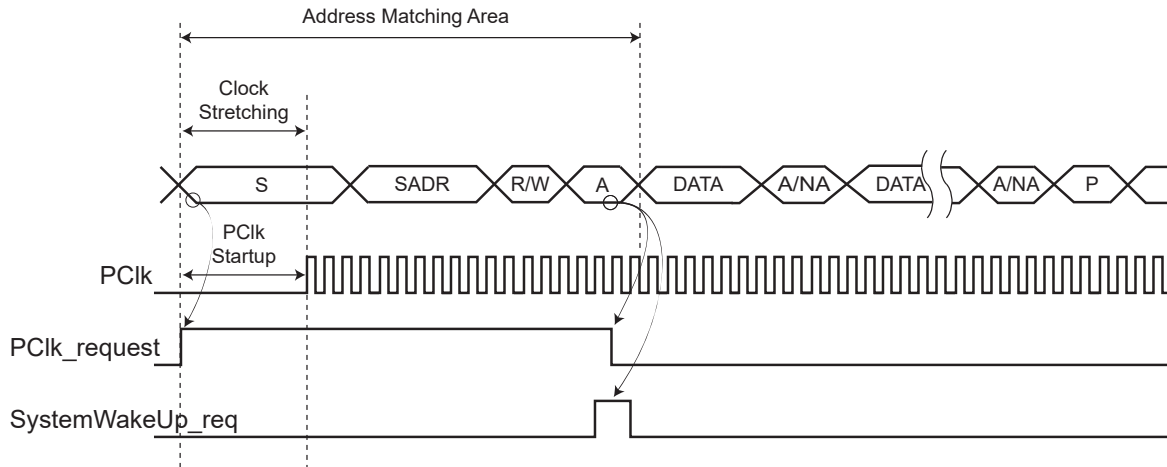 Address Matching Area
Clock
Stretching
S
SADR
R/W
A
DATA
A/NA
DATA
A/NA
P
PClk
Startup
PClk
PClk_request
SystemWakeUp_req